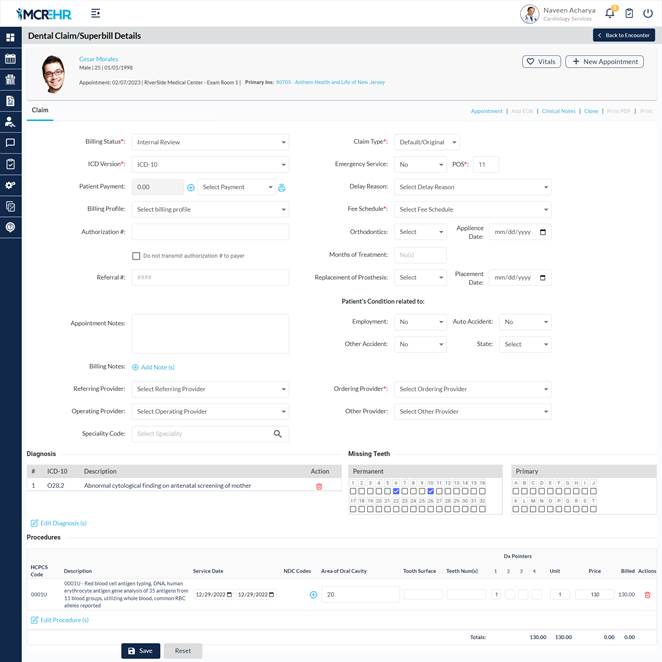 MCREHR
Naveen Acharya
Cardiology Services
Dental Claim/Superbill Details
Back to Encounter
Cesar Morales
Male | 25 | 01/01/1998
Appointment: 02/07/2023 | RiverSide Medical Center - Exam Room 1 | Primary Ins: 80705 - Anthem Health and Life of New Jersey
Vitals
New Appointment
Claim
Appointment | Add EOB | Clinical Notes | Clone | Print PDF | Print
Billing Status*: Internal Review
Claim Type*: Default/Original
ICD Version*: ICD-10
Emergency Service: No POS*: 11
Patient Payment: 0.00 Select Payment
Delay Reason: Select Delay Reason
Billing Profile: Select billing profile
Fee Schedule*: Select Fee Schedule
Authorization #:
Orthodontics: Select Applience Date: mm/dd/yyyy
Do not transmit authorization # to payer
Months of Treatment: No(s)
Referral #: ####
Replacement of Prosthesis: Select Placement Date: mm/dd/yyyy
Patient's Condition related to:
Appointment Notes:
Employment: No Auto Accident: No
Other Accident: No State: Select
Billing Notes: Add Note (s)
Referring Provider: Select Referring Provider
Ordering Provider*: Select Ordering Provider
Operating Provider: Select Operating Provider
Other Provider: Select Other Provider
Speciality Code: Select Speciality
Diagnosis
# ICD-10 Description Action
1 O28.2 Abnormal cytological finding on antenatal screening of mother
Edit Diagnosis (s)
Missing Teeth
Permanent
1 2 3 4 5 6 7 8 9 10 11 12 13 14 15 16
17 18 19 20 21 22 23 24 25 26 27 28 29 30 31 32
Primary
A B C D E F G H I J
K L M N O P Q R S T
Procedures
Dx Pointers
HCPCS Code Description Service Date NDC Codes Area of Oral Cavity Tooth Surface Teeth Num(s) 1 2 3 4 Unit Price Billed Actions
0001U 0001U - Red blood cell antigen typing, DNA, human
erythrocyte antigen gene analysis of 35 antigens from
11 blood groups, utilizing whole blood, common RBC
alleles reported
12/29/2022 12/29/2022 20 1 1 130 130.00
Edit Procedure (s)
Totals: 130.00 130.00 0.00 0.00
Save
Reset